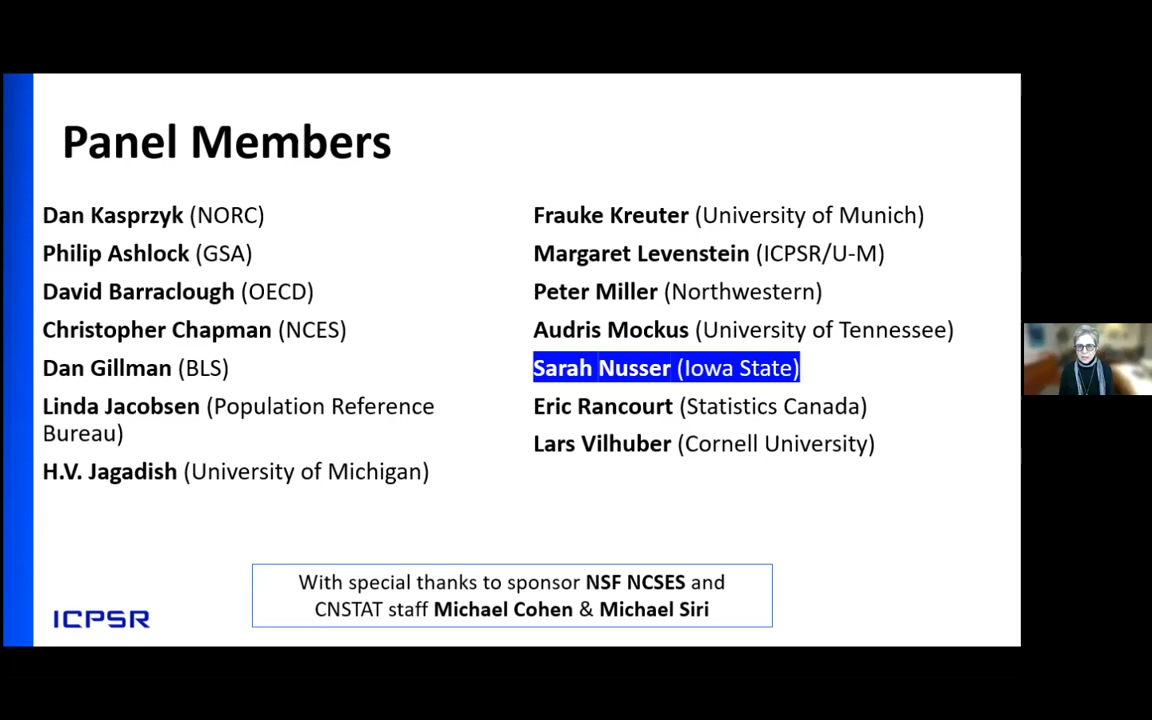 Panel Members
Dan Kasprzyk (NORC)
Philip Ashlock (GSA)
David Barraclough (OECD)
Christopher Chapman (NCES)
Dan Gillman (BLS)
Linda Jacobsen (Population Reference
Bureau)
H.V. Jagadish (University of Michigan)
Frauke Kreuter (University of Munich)
Margaret Levenstein (ICPSR/U-M)
Peter Miller (Northwestern)
Audris Mockus (University of Tennessee)
Sarah Nusser (Iowa State)
Eric Rancourt (Statistics Canada)
Lars Vilhuber (Cornell University)
With special thanks to sponsor NSF NCSES and
CNSTAT staff Michael Cohen & Michael Siri
ICPSR